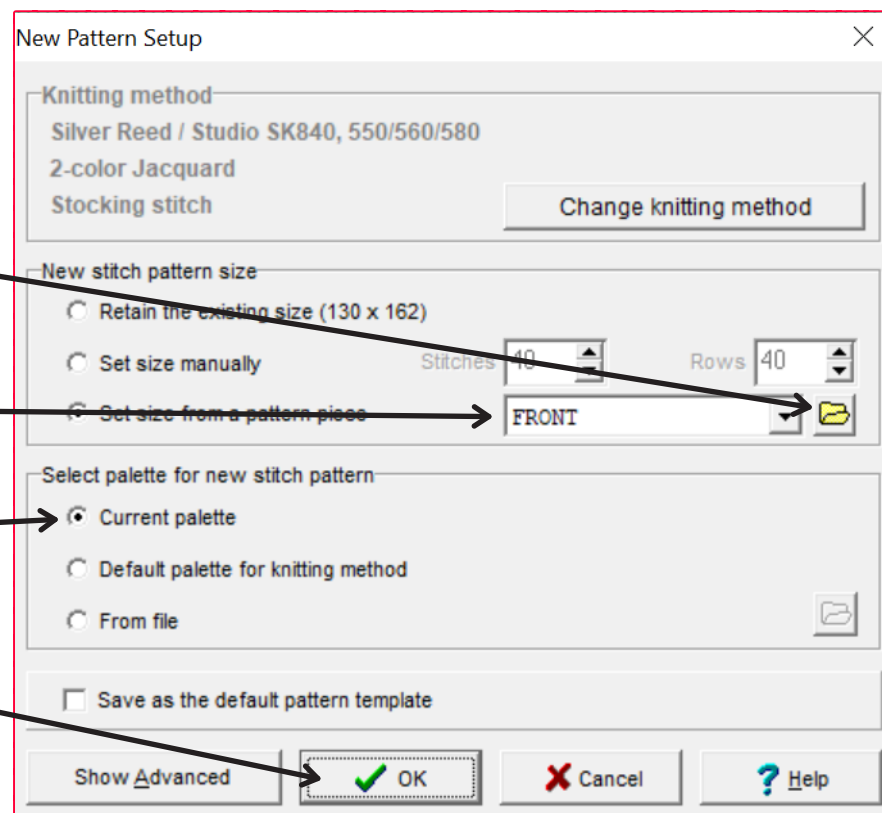 New Pattern Setup
Knitting method
Silver Reed / Studio SK840, 550/560/580
2-color Jacquard
Stocking stitch
Change knitting method
New stitch pattern size
Retain the existing size (130 x 162)
Set size manually Stitches 40 Rows 40
Set size from a pattern piece FRONT
Select palette for new stitch pattern
Current palette
Default palette for knitting method
From file
Save as the default pattern template
Show Advanced OK Cancel Help